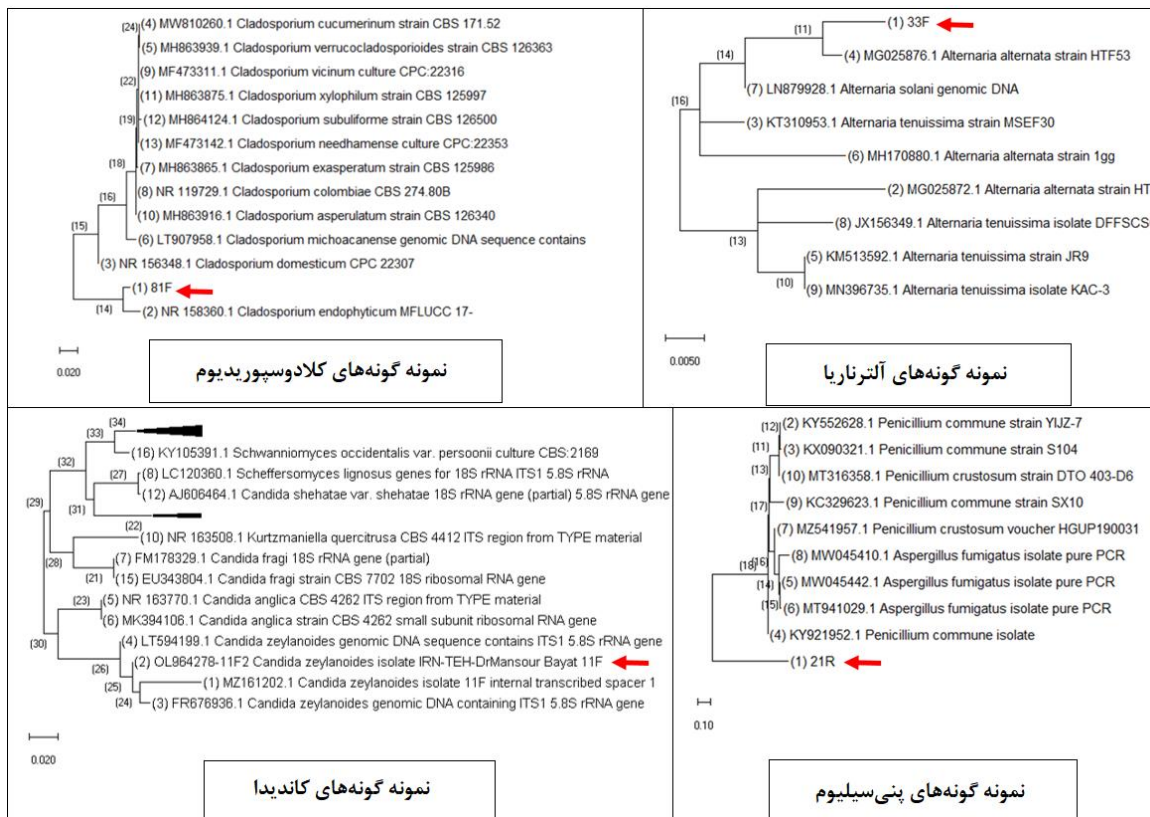 (24)
(4) MW810260.1 Cladosporium cucumerinum strain CBS 171.52
(5) MH863939.1 Cladosporium verrucocladosporioides strain CBS 126363
(22)
(9) MF473311.1 Cladosporium vicinum culture CPC:22316
(11) MH863875.1 Cladosporium xylophilum strain CBS 125997
(19)
(12) MH864124.1 Cladosporium subuliforme strain CBS 126500
(13) MF473142.1 Cladosporium needhamense culture CPC:22353
(18)
(7) MH863865.1 Cladosporium exasperatum strain CBS 125986
(8) NR 119729.1 Cladosporium colombiae CBS 274.80B
(16)
(10) MH863916.1 Cladosporium asperulatum strain CBS 126340
(15)
(6) LT907958.1 Cladosporium michoacanense genomic DNA sequence contains
(3) NR 156348.1 Cladosporium domesticum CPC 22307
(1) 81F
(14)
(2) NR 158360.1 Cladosporium endophyticum MFLUCC 17-
0.020
نمونه گونه‌های کلادوسپوریدیوم
(11)
(1) 33F
(14)
(4) MG025876.1 Alternaria alternata strain HTF53
(16)
(7) LN879928.1 Alternaria solani genomic DNA
(3) KT310953.1 Alternaria tenuissima strain MSEF30
(6) MH170880.1 Alternaria alternata strain 1gg
(2) MG025872.1 Alternaria alternata strain HT
(13)
(8) JX156349.1 Alternaria tenuissima isolate DFFSCS
(5) KM513592.1 Alternaria tenuissima strain JR9
(10)
(9) MN396735.1 Alternaria tenuissima isolate KAC-3
0.0050
نمونه گونه‌های آلترناریا
(34)
(33)
(16) KY105391.1 Schwanniomyces occidentalis var. persoonii culture CBS:2169
(32)
(27)
(8) LC120360.1 Scheffersomyces lignosus genes for 18S rRNA ITS1 5.8S rRNA
(12) AJ606464.1 Candida shehatae var. shehatae 18S rRNA gene (partial) 5.8S rRNA gene
(29)
(31)
(22)
(10) NR 163508.1 Kurtzmaniella quercitrusa CBS 4412 ITS region from TYPE material
(28)
(7) FM178329.1 Candida fragi 18S rRNA gene (partial)
(21)
(15) EU343804.1 Candida fragi strain CBS 7702 18S ribosomal RNA gene
(23)
(5) NR 163770.1 Candida anglica CBS 4262 ITS region from TYPE material
(6) MK394106.1 Candida anglica strain CBS 4262 small subunit ribosomal RNA gene
(30)
(4) LT594199.1 Candida zeylanoides genomic DNA sequence contains ITS1 5.8S rRNA gene
(26)
(2) OL964278-11F2 Candida zeylanoides isolate IRN-TEH-DrMansour Bayat 11F
(25)
(1) MZ161202.1 Candida zeylanoides isolate 11F internal transcribed spacer 1
(24)
(3) FR676936.1 Candida zeylanoides genomic DNA containing ITS1 5.8S rRNA gene
0.020
نمونه گونه‌های کاندیدا
(12)
(2) KY552628.1 Penicillium commune strain YIJZ-7
(11)
(3) KX090321.1 Penicillium commune strain S104
(13)
(10) MT316358.1 Penicillium crustosum strain DTO 403-D6
(17)
(9) KC329623.1 Penicillium commune strain SX10
(7) MZ541957.1 Penicillium crustosum voucher HGUP190031
(18)
(16)
(8) MW045410.1 Aspergillus fumigatus isolate pure PCR
(14)
(5) MW045442.1 Aspergillus fumigatus isolate pure PCR
(15)
(6) MT941029.1 Aspergillus fumigatus isolate pure PCR
(4) KY921952.1 Penicillium commune isolate
(1) 21R
0.10
نمونه گونه‌های پنی‌سیلیوم